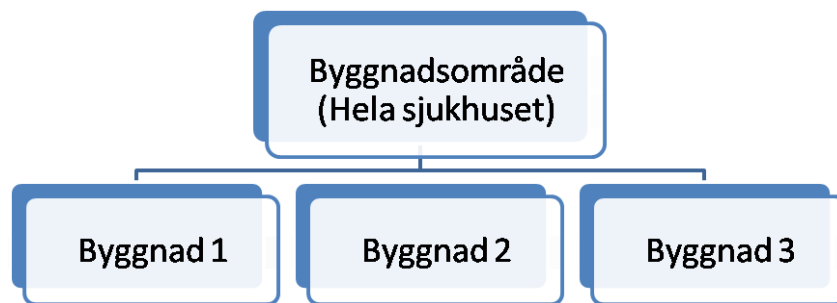 Byggnadsområde
(Hela sjukhuset)
Byggnad 1
Byggnad 2
Byggnad 3